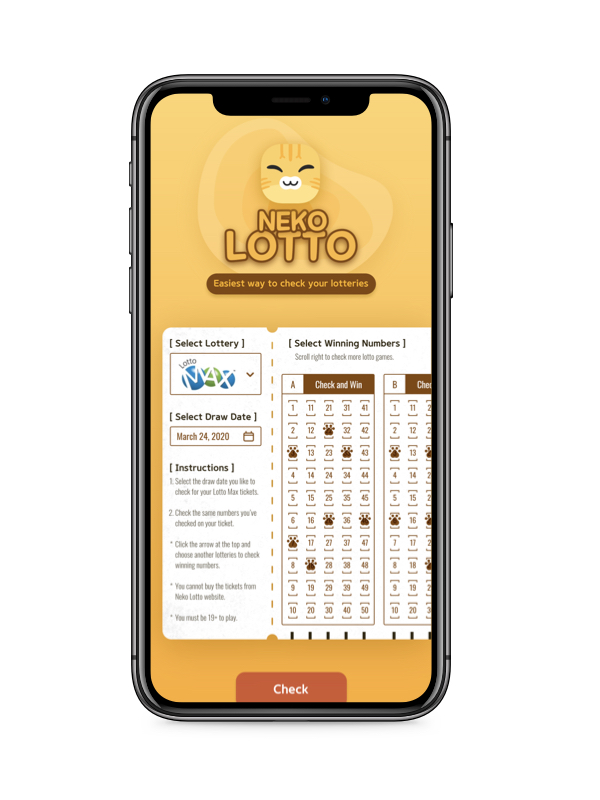 NEKO
LOTTO
Easiest way to check your lotteries
[ Select Lottery ]
Lotto
MAX
[ Select Draw Date ]
March 24, 2020
[ Instructions ]
1. Select the draw date you like to
check for your Lotto Max tickets.
2. Check the same numbers you've
checked on your ticket.
* Click the arrow at the top and
choose another lotteries to check
winning numbers.
* You cannot buy the tickets from
Neko Lotto website.
* You must be 19+ to play.
[ Select Winning Numbers ]
Scroll right to check more lotto games.
A Check and Win
1 11 21 31 41
2 12 32 42
13 23 43
4 14 24 34 44
5 15 25 35 45
6 16 36
17 27 37 47
8 28 38 48
9 19 29 39 49
10 20 30 40 50
B Chec
1 11 2
2 12 2
13
4 14 2
5 15 2
16
7 17 2
8 18
9 19 2
10 20 3
Check